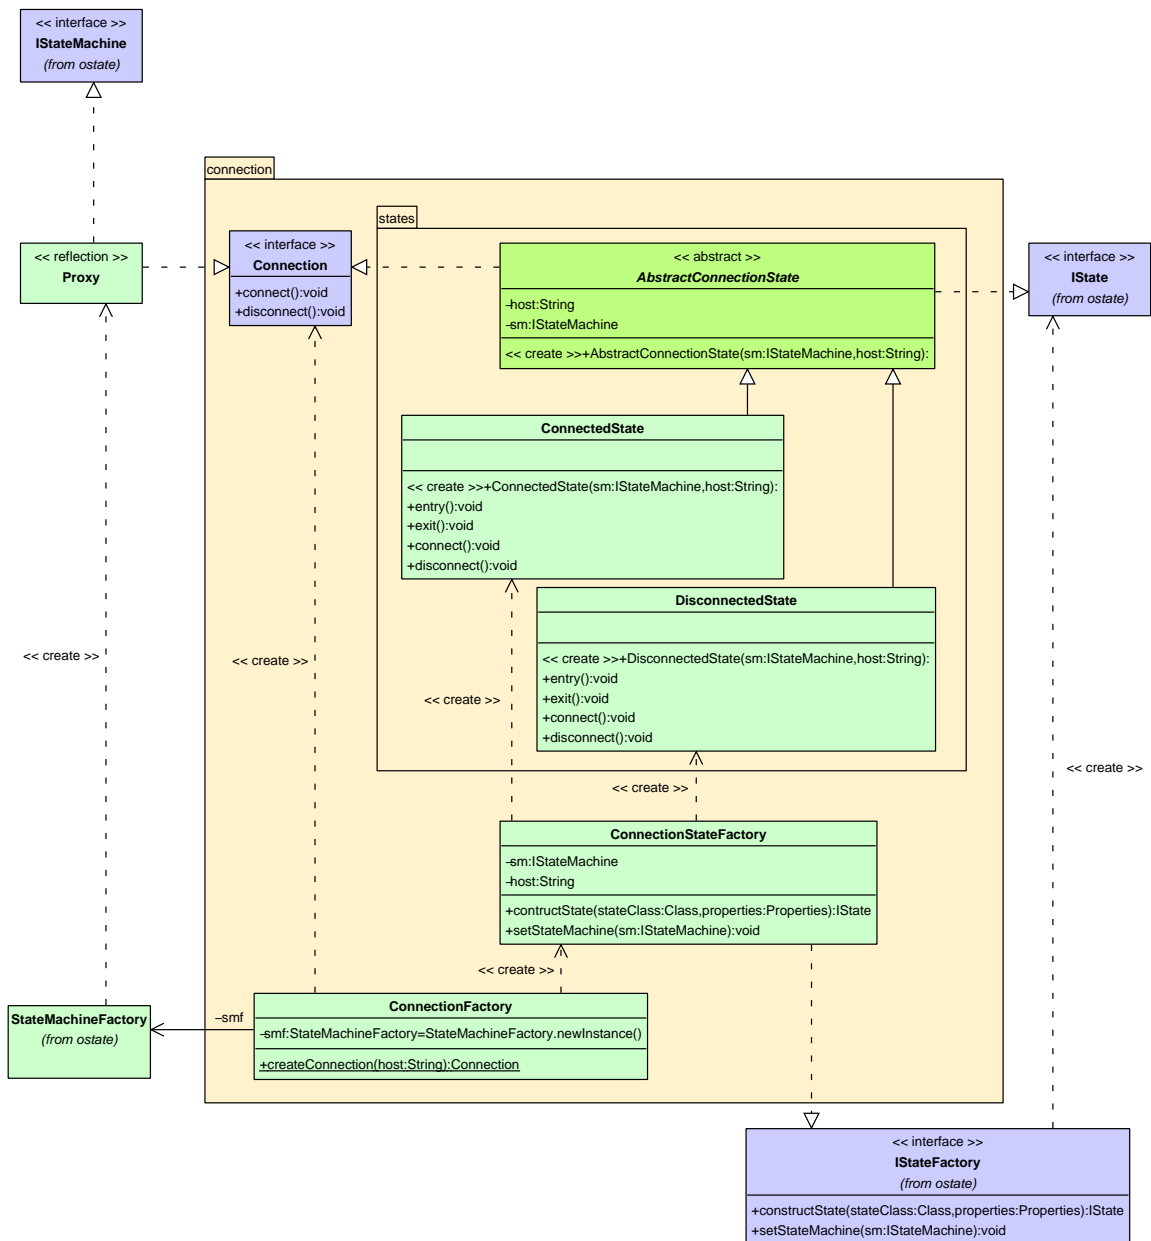 << interface >>
IStateMachine
(from ostate)
connection
states
<< reflection >>
Proxy
<< interface >>
Connection
+connect():void
+disconnect():void
<< abstract >>
AbstractConnectionState
-host:String
-sm:IStateMachine
<< create >>+AbstractConnectionState(sm:IStateMachine,host:String):
<< interface >>
IState
(from ostate)
ConnectedState
<< create >>+ConnectedState(sm:IStateMachine,host:String):
+entry():void
+exit():void
+connect():void
+disconnect():void
DisconnectedState
<< create >>+DisconnectedState(sm:IStateMachine,host:String):
+entry():void
+exit():void
+connect():void
+disconnect():void
<< create >>
<< create >>
<< create >>
<< create >>
<< create >>
ConnectionStateFactory
-sm:IStateMachine
-host:String
+contructState(stateClass:Class,properties:Properties):IState
+setStateMachine(sm:IStateMachine):void
<< create >>
ConnectionFactory
-smf:StateMachineFactory=StateMachineFactory.newInstance()
+createConnection(host:String):Connection
-smf
StateMachineFactory
(from ostate)
<< interface >>
IStateFactory
(from ostate)
+constructState(stateClass:Class,properties:Properties):IState
+setStateMachine(sm:IStateMachine):void